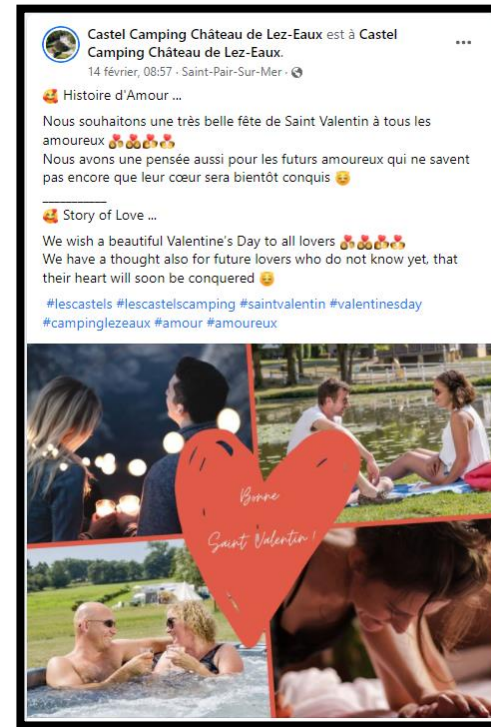 Castel Camping Château de Lez-Eaux est à Castel
Camping Château de Lez-Eaux.
14 février, 08:57 · Saint-Pair-Sur-Mer ·
🥰 Histoire d'Amour ...
Nous souhaitons une très belle fête de Saint Valentin à tous les
amoureux 💑💑💑💑
Nous avons une pensée aussi pour les futurs amoureux qui ne savent
pas encore que leur cœur sera bientôt conquis 😉
___________
🥰 Story of Love ...
We wish a beautiful Valentine's Day to all lovers 💑💑💑💑
We have a thought also for future lovers who do not know yet, that
their heart will soon be conquered 😉
#lescastels #lescastelscamping #saintvalentin #valentinesday
#campinglezeaux #amour #amoureux
Bonne
Saint Valentin !